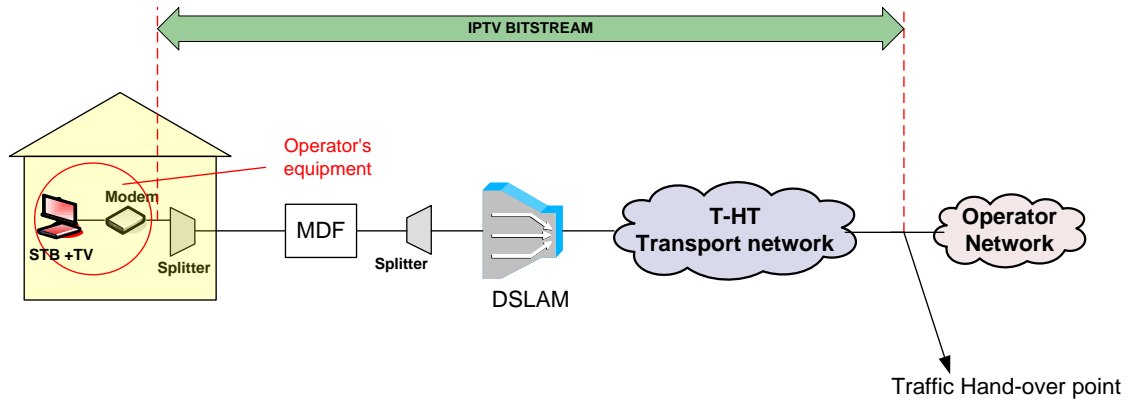 IPTV BITSTREAM
Operator's
equipment
Modem
STB +TV
Splitter
MDF
Splitter
DSLAM
T-HT
Transport network
Operator
Network
Traffic Hand-over point